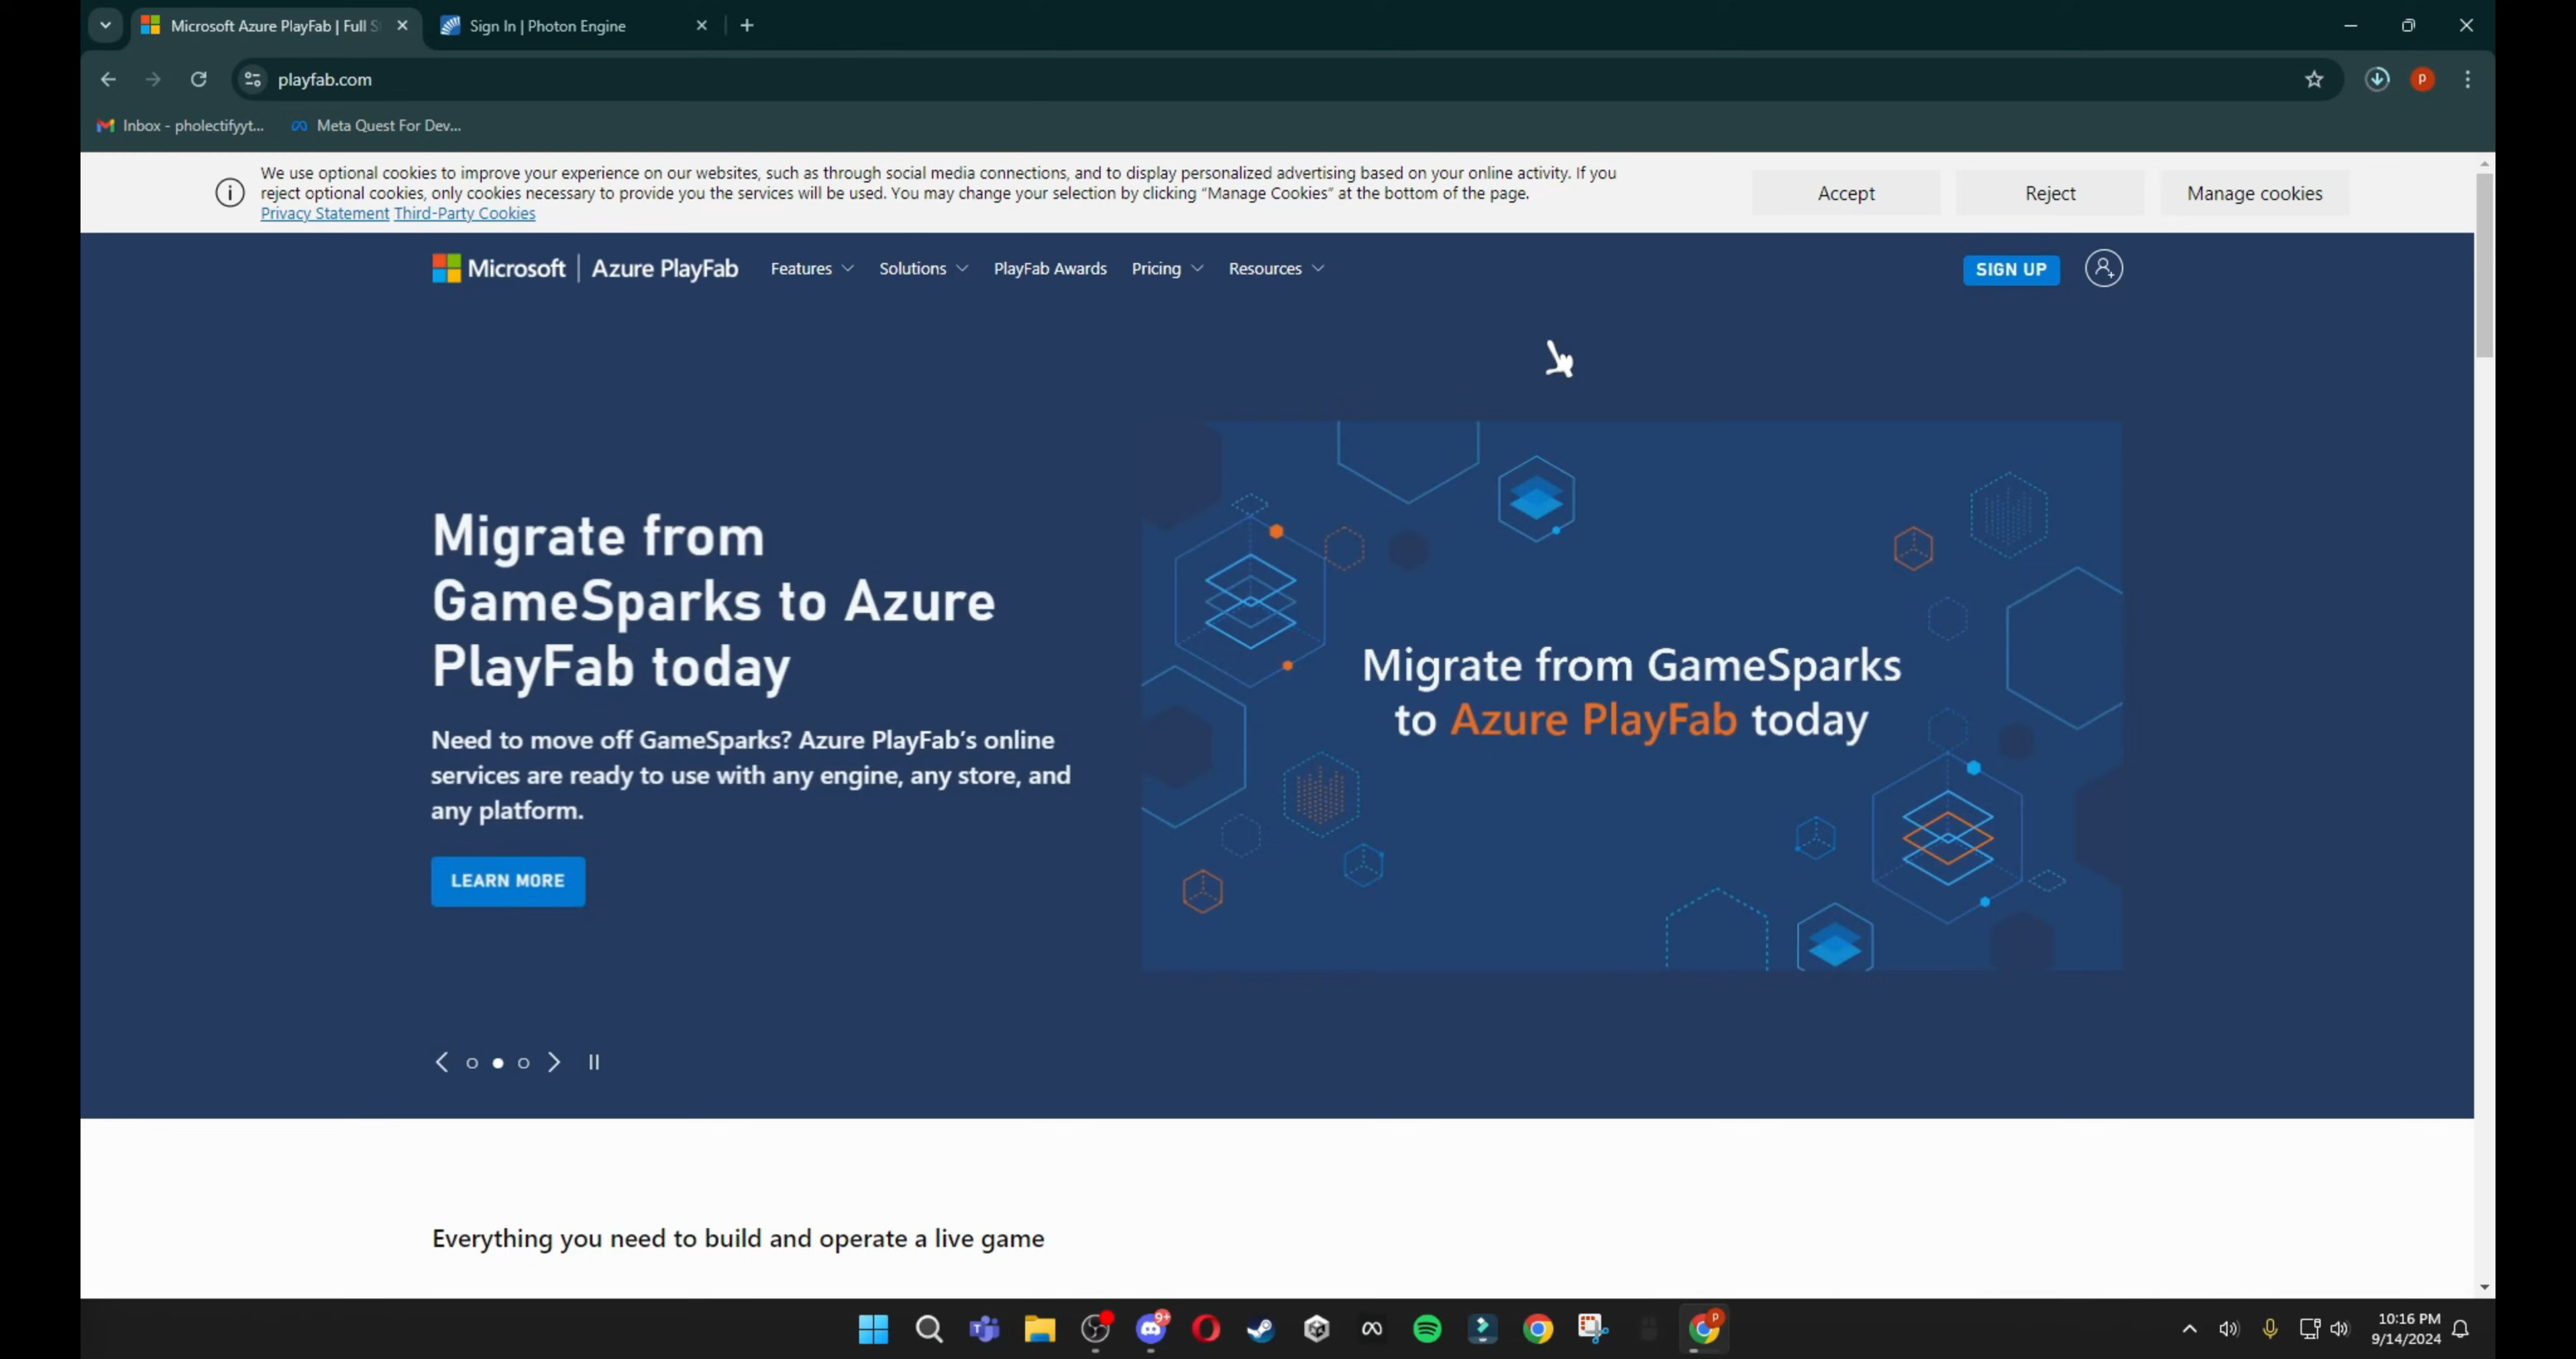 Microsoft Azure PlayFab | Full S
Sign In | Photon Engine
playfab.com
P
Inbox - pholectifyyt...
Meta Quest For Dev...
We use optional cookies to improve your experience on our websites, such as through social media connections, and to display personalized advertising based on your online activity. If you
reject optional cookies, only cookies necessary to provide you the services will be used. You may change your selection by clicking “Manage Cookies” at the bottom of the page.
Privacy Statement Third-Party Cookies
Accept
Reject
Manage cookies
Microsoft | Azure PlayFab
Features
Solutions
PlayFab Awards
Pricing
Resources
SIGN UP
Migrate from
GameSparks to Azure
PlayFab today
Need to move off GameSparks? Azure PlayFab's online
services are ready to use with any engine, any store, and
any platform.
LEARN MORE
Migrate from GameSparks
to Azure PlayFab today
Everything you need to build and operate a live game
T
9+
P
10:16 PM
9/14/2024